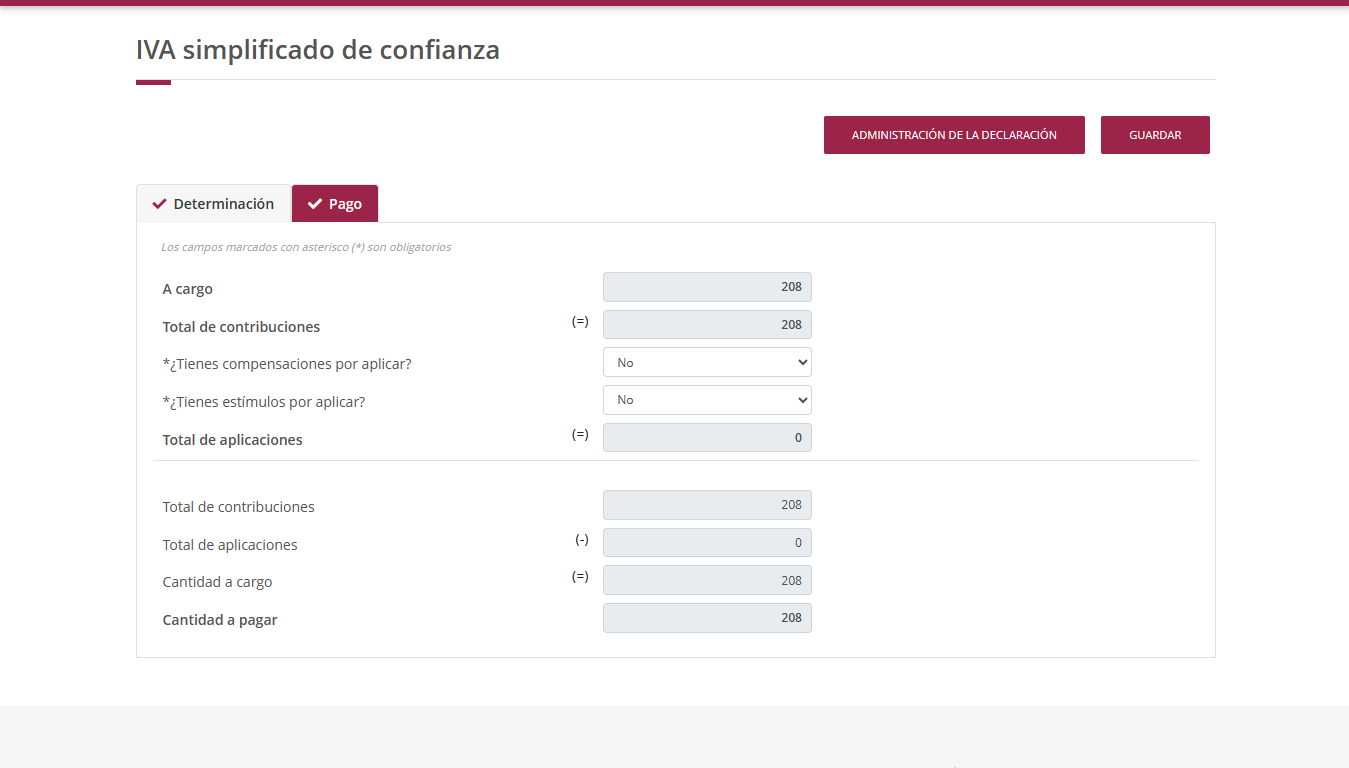 IVA simplificado de confianza
ADMINISTRACIÓN DE LA DECLARACIÓN GUARDAR
Determinación Pago
Los campos marcados con asterisco (*) son obligatorios
A cargo 208
Total de contribuciones (=) 208
*¿Tienes compensaciones por aplicar? No
*¿Tienes estímulos por aplicar? No
Total de aplicaciones (=) 0
Total de contribuciones 208
Total de aplicaciones (-) 0
Cantidad a cargo (=) 208
Cantidad a pagar 208